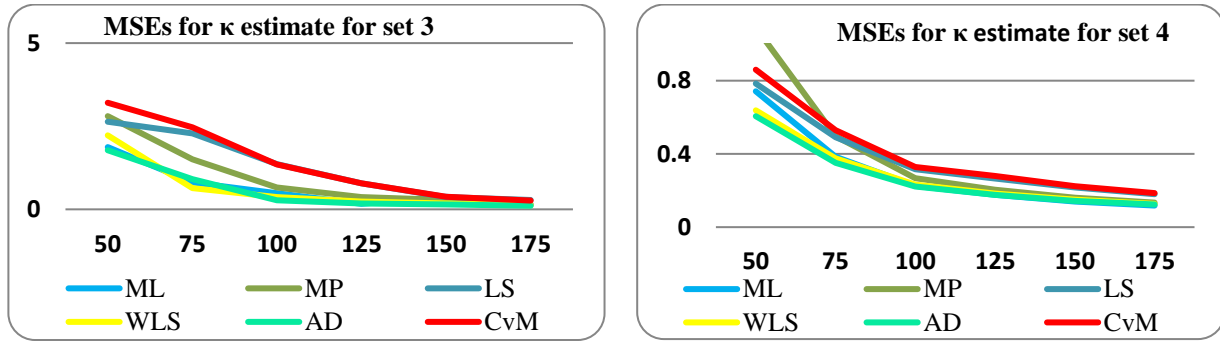 MSEs for κ estimate for set 3
5
0
50 75 100 125 150 175
ML MP LS
WLS AD CvM
MSEs for κ estimate for set 4
0.8
0.4
0
50 75 100 125 150 175
ML MP LS
WLS AD CvM